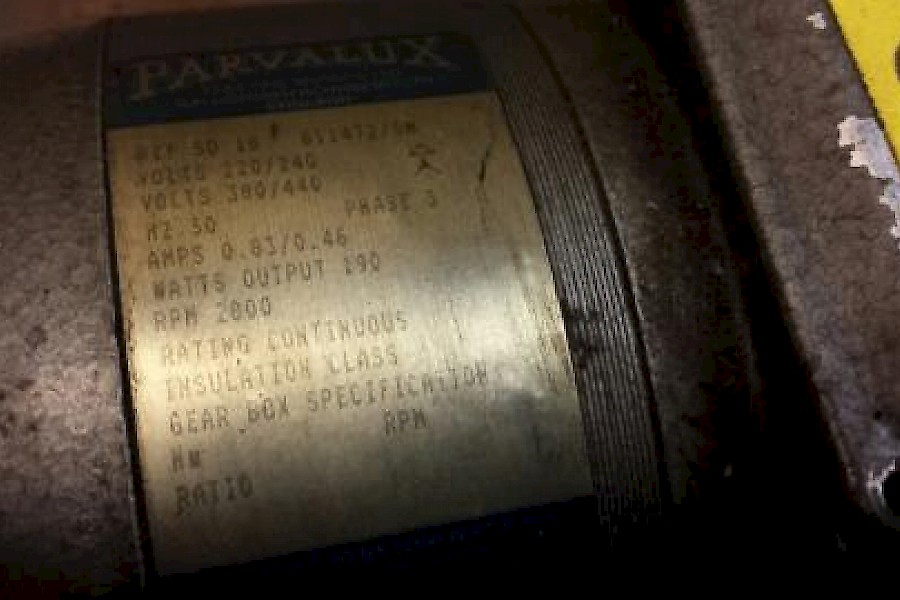 PARVALUX
SD 18 611472/5M
VOLTS 220/240
VOLTS 380/440
HZ 50 PHASE 3
AMPS 0.83/0.46
WATTS OUTPUT 190
RPM 2800
RATING CONTINUOUS
INSULATION CLASS
GEAR BOX SPECIFICATION
NM RPM
RATIO